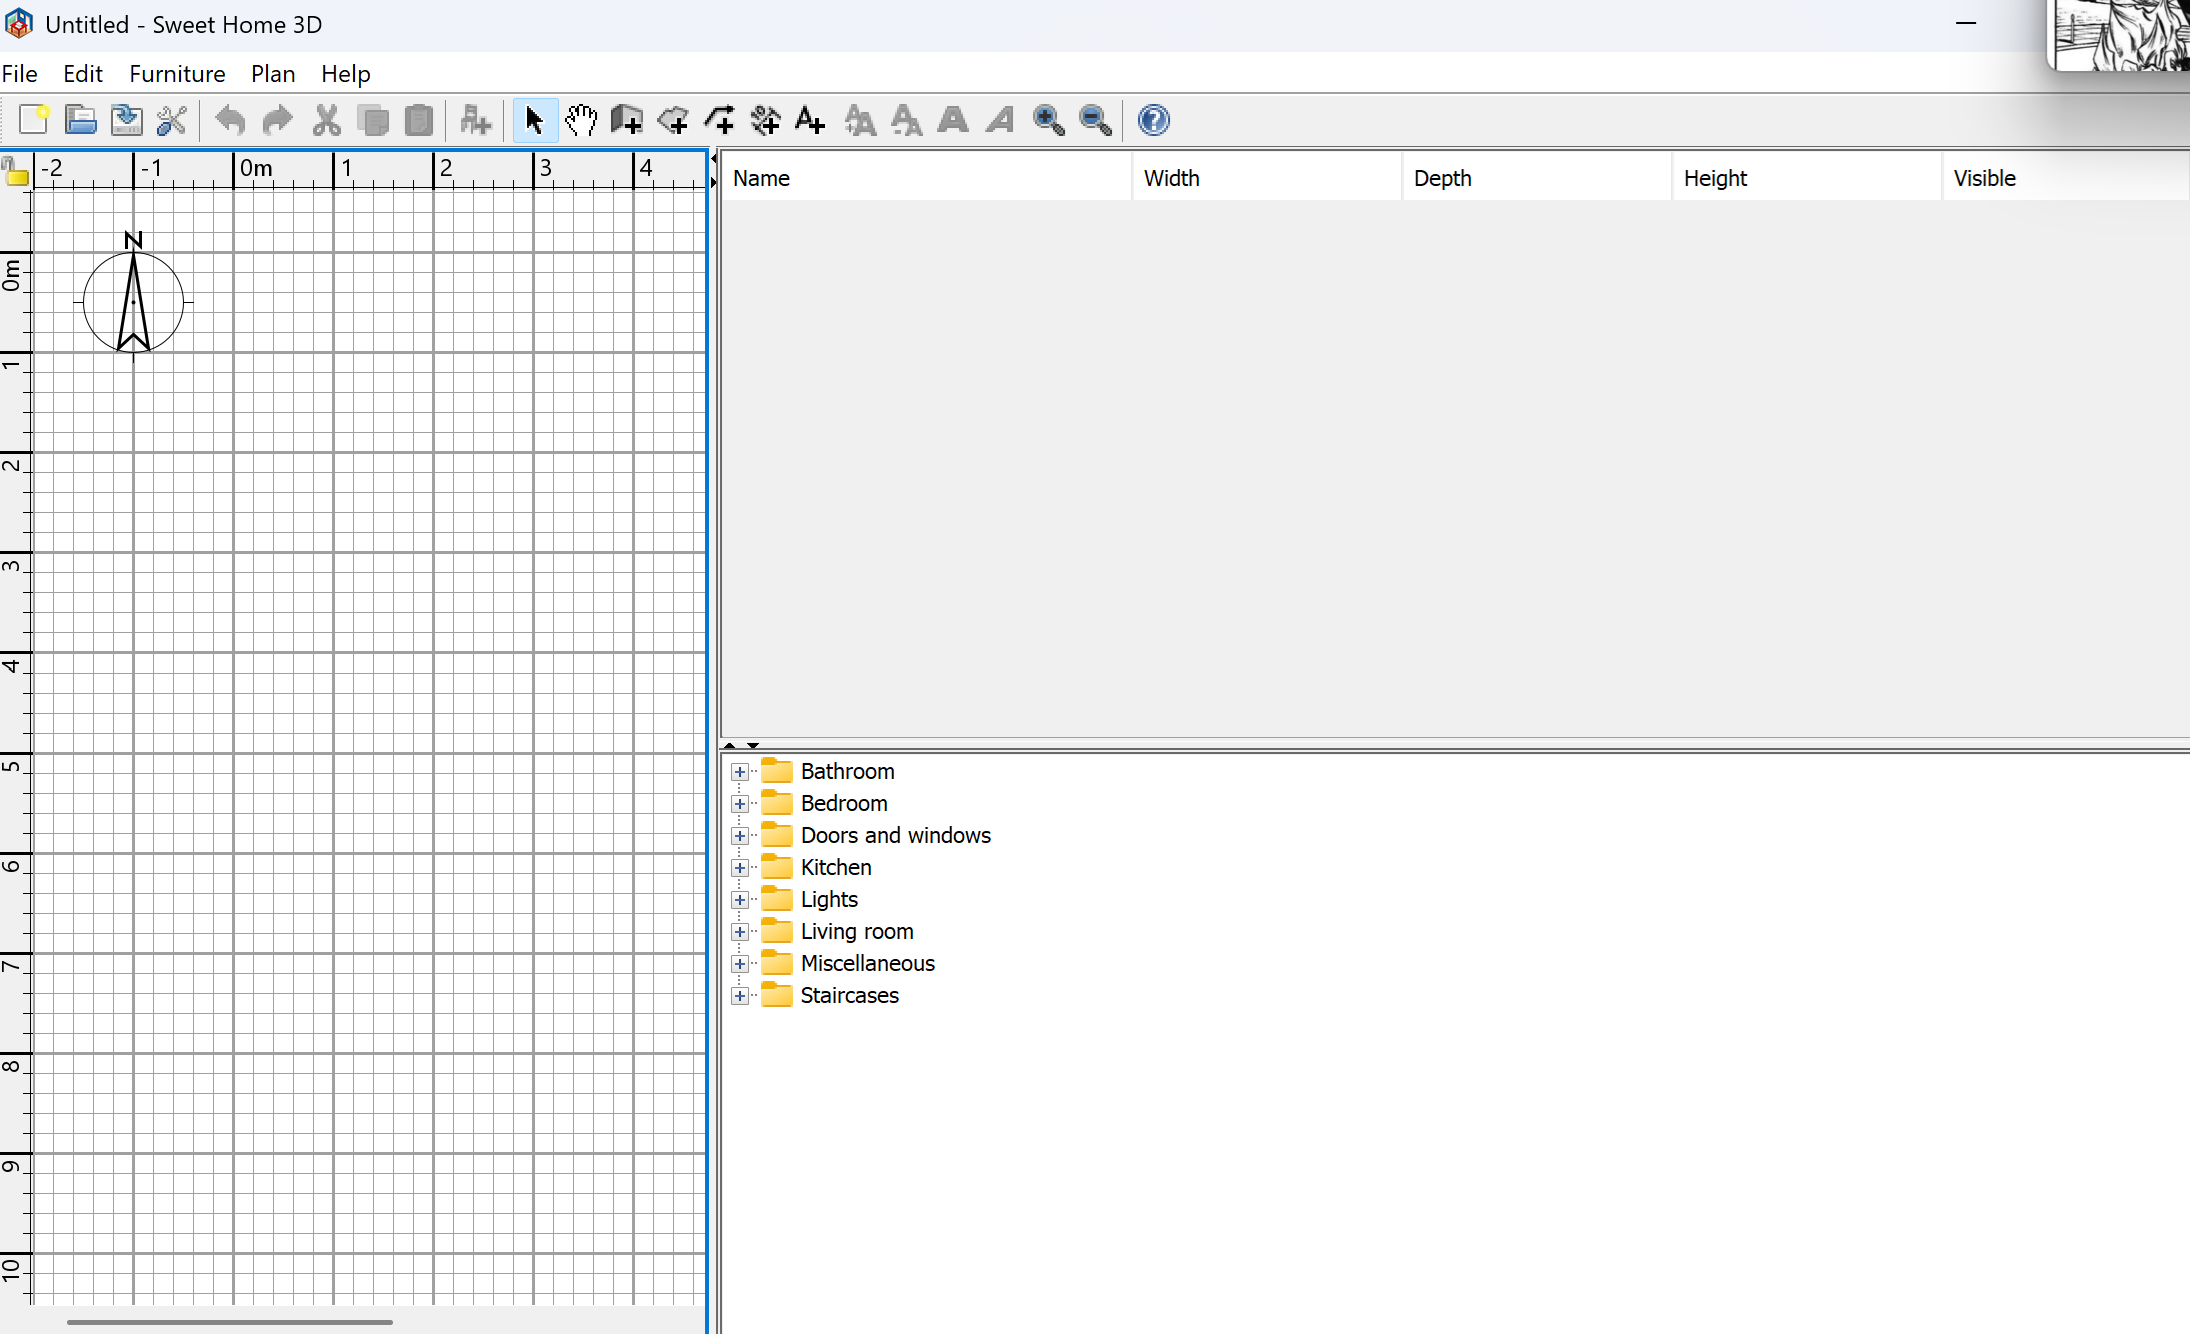 Untitled - Sweet Home 3D
File Edit Furniture Plan Help
-2 -1 0m 1 2 3 4
Name Width Depth Height Visible
N
0m
1
2
3
4
5
6
7
8
9
10
Bathroom
Bedroom
Doors and windows
Kitchen
Lights
Living room
Miscellaneous
Staircases